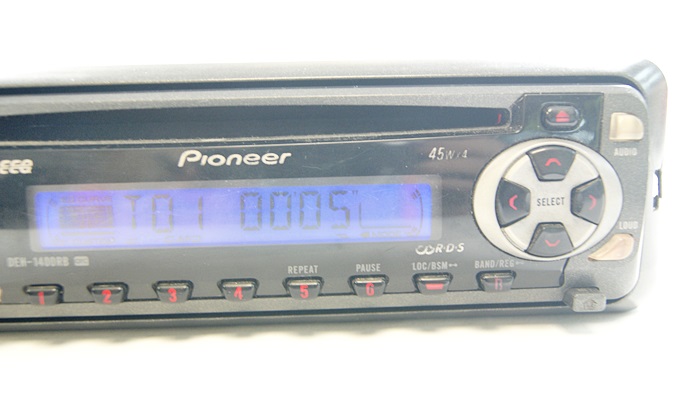 Pioneer
45W×4
AUDIO
T01 0005
SELECT
LOUD
R·D·S
DEH-1400RB
REPEAT PAUSE LOC/BSM BAND/REG
1 2 3 4 5 6